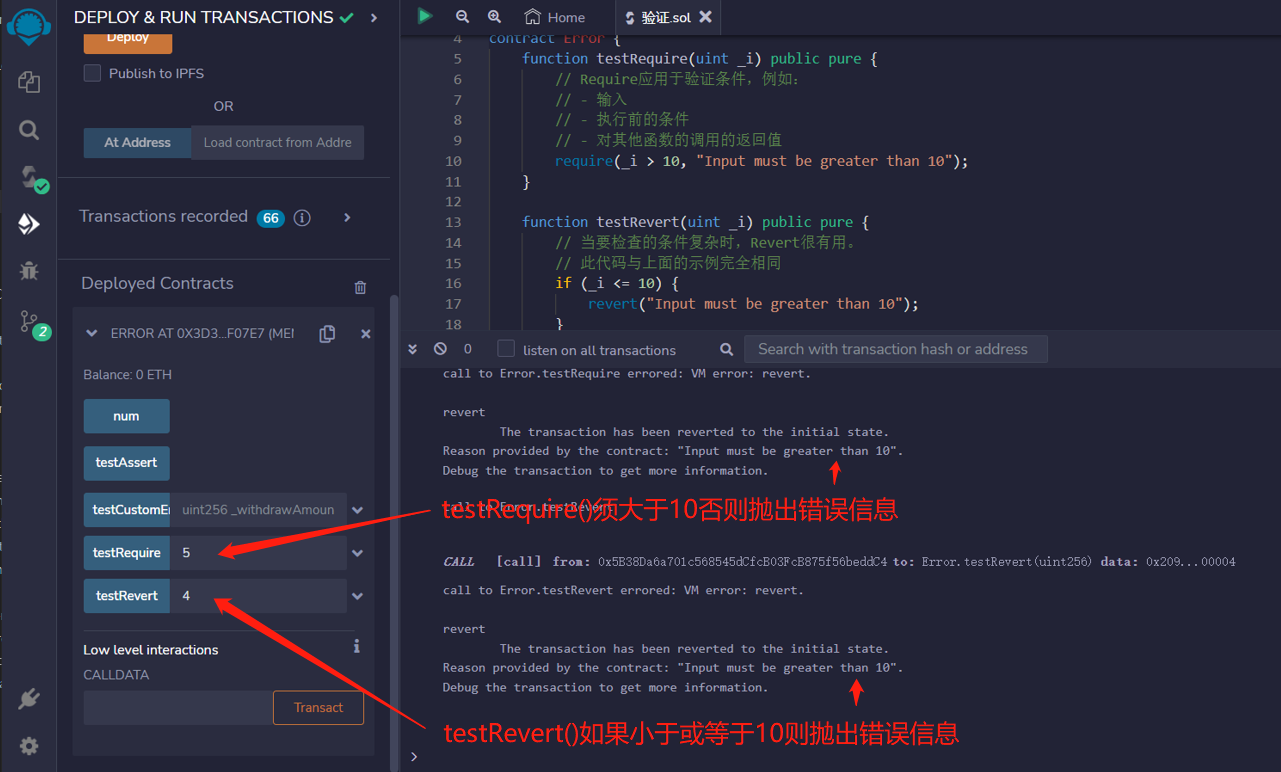 DEPLOY & RUN TRANSACTIONS
Deploy
Publish to IPFS
OR
At Address
Load contract from Addre
Transactions recorded 66
Deployed Contracts
2
ERROR AT 0X3D3...F07E7 (MEM
Balance: 0 ETH
num
testAssert
testCustomEr
uint256 _withdrawAmoun
testRequire
5
testRevert
4
Low level interactions
CALLDATA
Transact
Home
验证.sol
4 contract Error {
5 function testRequire(uint _i) public pure {
6 // Require应用于验证条件，例如：
7 // - 输入
8 // - 执行前的条件
9 // - 对其他函数的调用的返回值
10 require(_i > 10, "Input must be greater than 10");
11 }
12
13 function testRevert(uint _i) public pure {
14 // 当要检查的条件复杂时，Revert很有用。
15 // 此代码与上面的示例完全相同
16 if (_i <= 10) {
17 revert("Input must be greater than 10");
18 }
0
listen on all transactions
Search with transaction hash or address
call to Error.testRequire errored: VM error: revert.
revert
The transaction has been reverted to the initial state.
Reason provided by the contract: "Input must be greater than 10".
Debug the transaction to get more information.
call to Error.testRevert
testRequire()须大于10否则抛出错误信息
CALL [call] from: 0x5B38Da6a701c568545dCfcB03FcB875f56beddC4 to: Error.testRevert(uint256) data: 0x209...00004
call to Error.testRevert errored: VM error: revert.
revert
The transaction has been reverted to the initial state.
Reason provided by the contract: "Input must be greater than 10".
Debug the transaction to get more information.
testRevert()如果小于或等于10则抛出错误信息